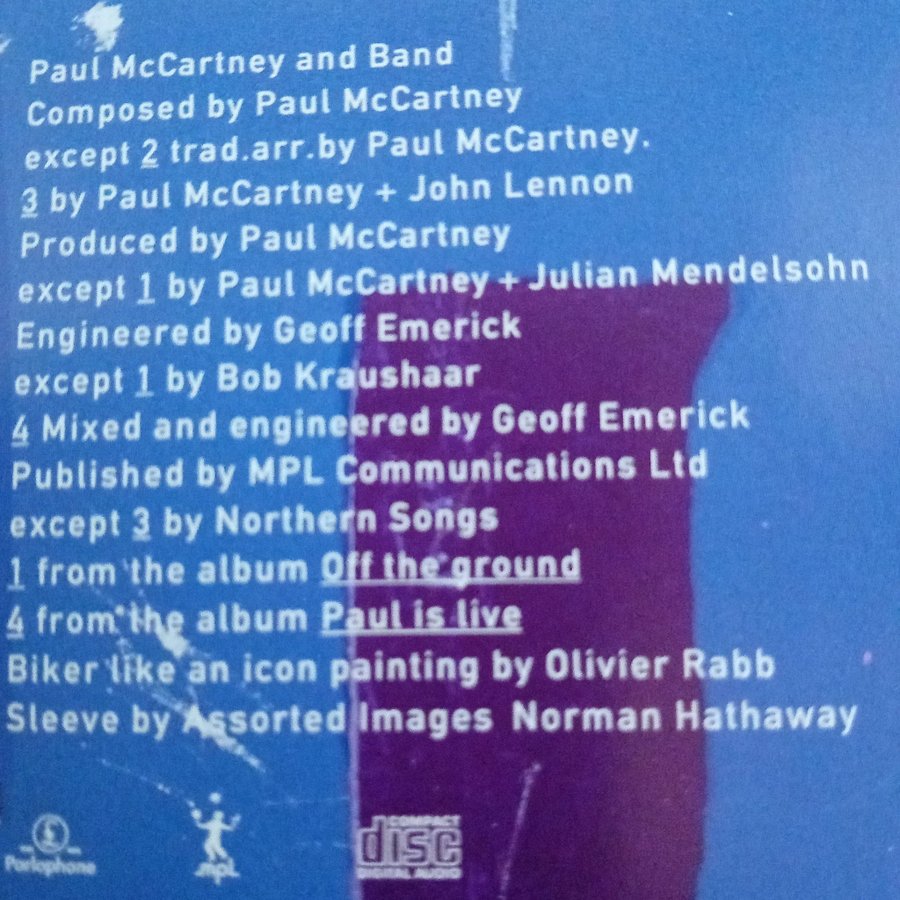 Paul McCartney and Band
Composed by Paul McCartney
except 2 trad.arr.by Paul McCartney.
3 by Paul McCartney + John Lennon
Produced by Paul McCartney
except 1 by Paul McCartney + Julian Mendelsohn
Engineered by Geoff Emerick
except 1 by Bob Kraushaar
4 Mixed and engineered by Geoff Emerick
Published by MPL Communications Ltd
except 3 by Northern Songs
1 from the album Off the ground
4 from the album Paul is live
Biker like an icon painting by Olivier Rabb
Sleeve by Assorted Images Norman Hathaway
£
Parlophone
mpl
COMPACT
disc
DIGITAL AUDIO